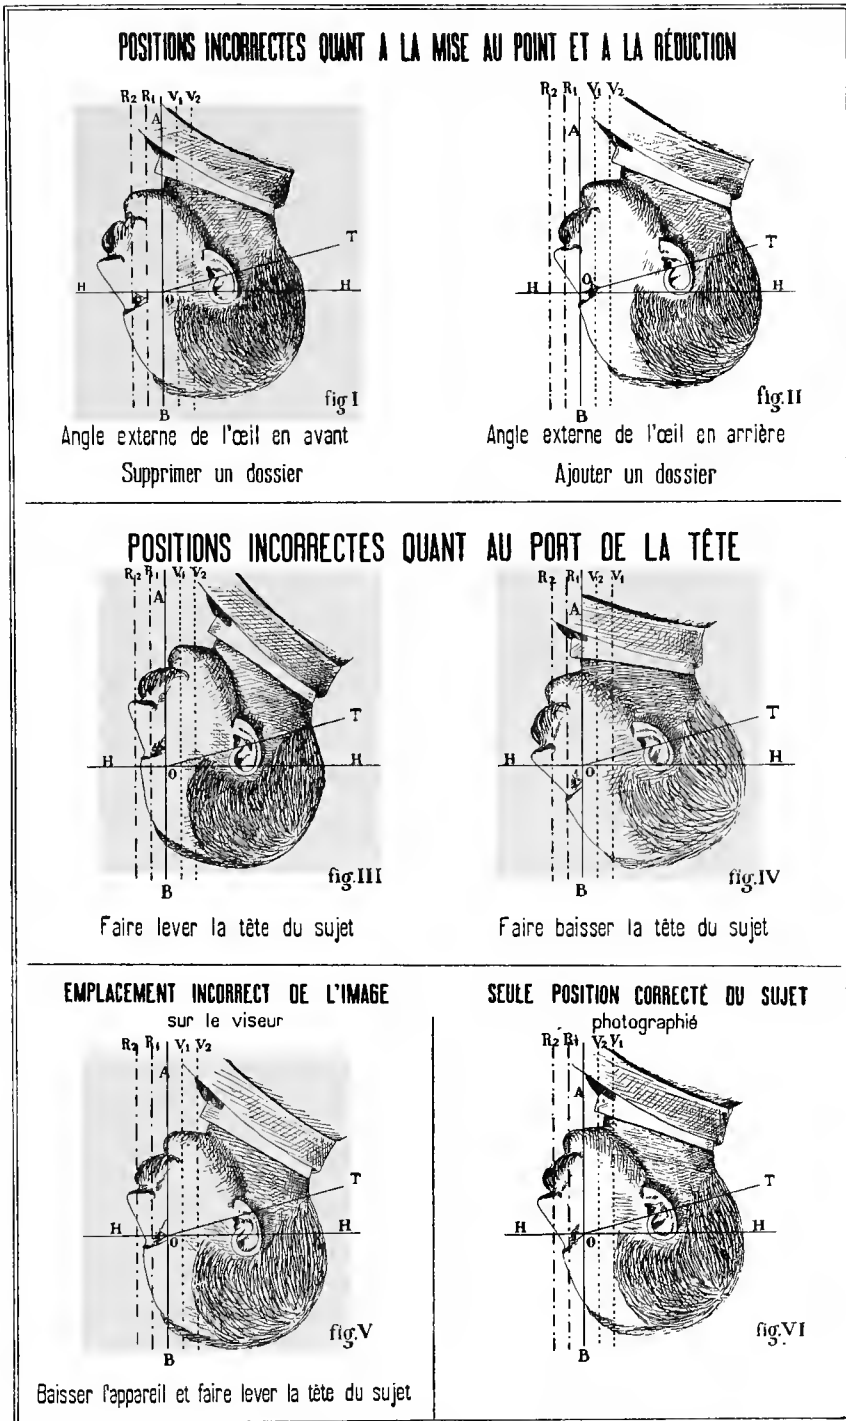 POSITIONS INCORRECTES QUANT A LA MISE AU POINT ET A LA RÉDUCTION
R2 R1 V1 V2
A
T
H O H
B
fig I
Angle externe de l'œil en avant
Supprimer un dossier
R2 R1 V1 V2
A
T
O
H H
B
fig.II
Angle externe de l'œil en arrière
Ajouter un dossier
POSITIONS INCORRECTES QUANT AU PORT DE LA TÊTE
R2 R1 V1 V2
A
T
H O H
B
fig.III
Faire lever la tête du sujet
R2 R1 V2 V1
A
T
H O H
B
fig.IV
Faire baisser la tête du sujet
EMPLACEMENT INCORRECT DE L'IMAGE
sur le viseur
R2 R1 V1 V2
A
T
H O H
B
fig.V
Baisser l'appareil et faire lever la tête du sujet
SEULE POSITION CORRECTÉ DU SUJET
photographié
R2 R1 V2 V1
A
T
H O H
B
fig.VI